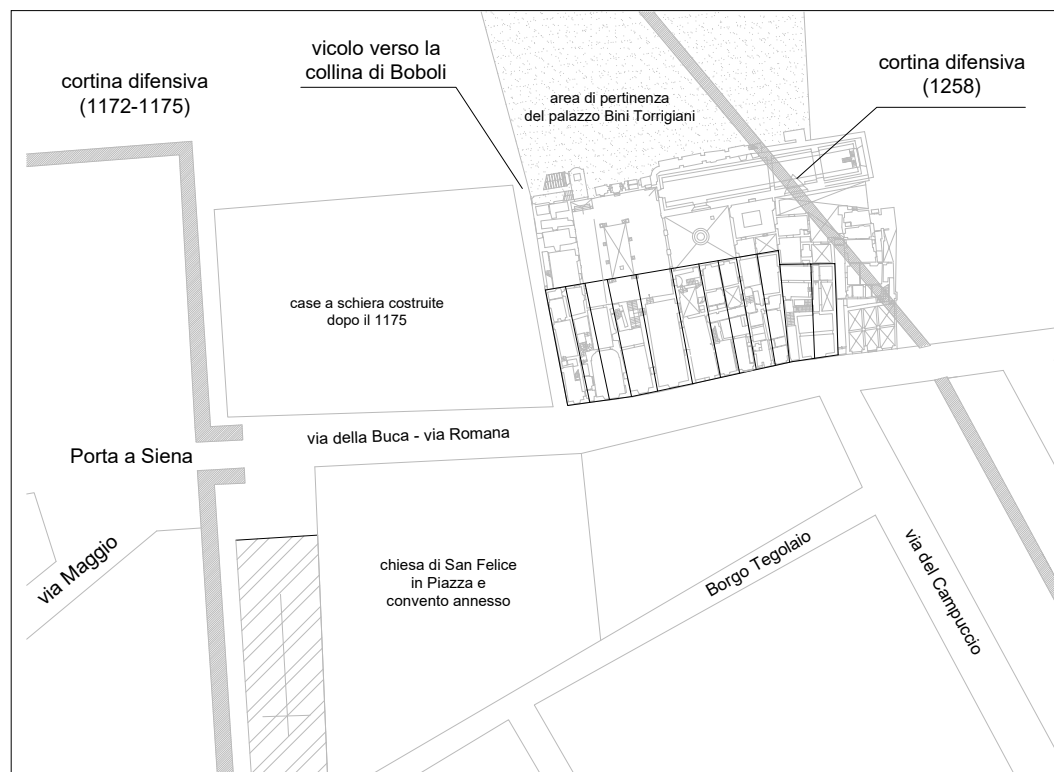 vicolo verso la
collina di Boboli
cortina difensiva
(1172-1175)
area di pertinenza
del palazzo Bini Torrigiani
cortina difensiva
(1258)
case a schiera costruite
dopo il 1175
via della Buca - via Romana
Porta a Siena
via Maggio
chiesa di San Felice
in Piazza e
convento annesso
Borgo Tegolaio
via del Campuccio